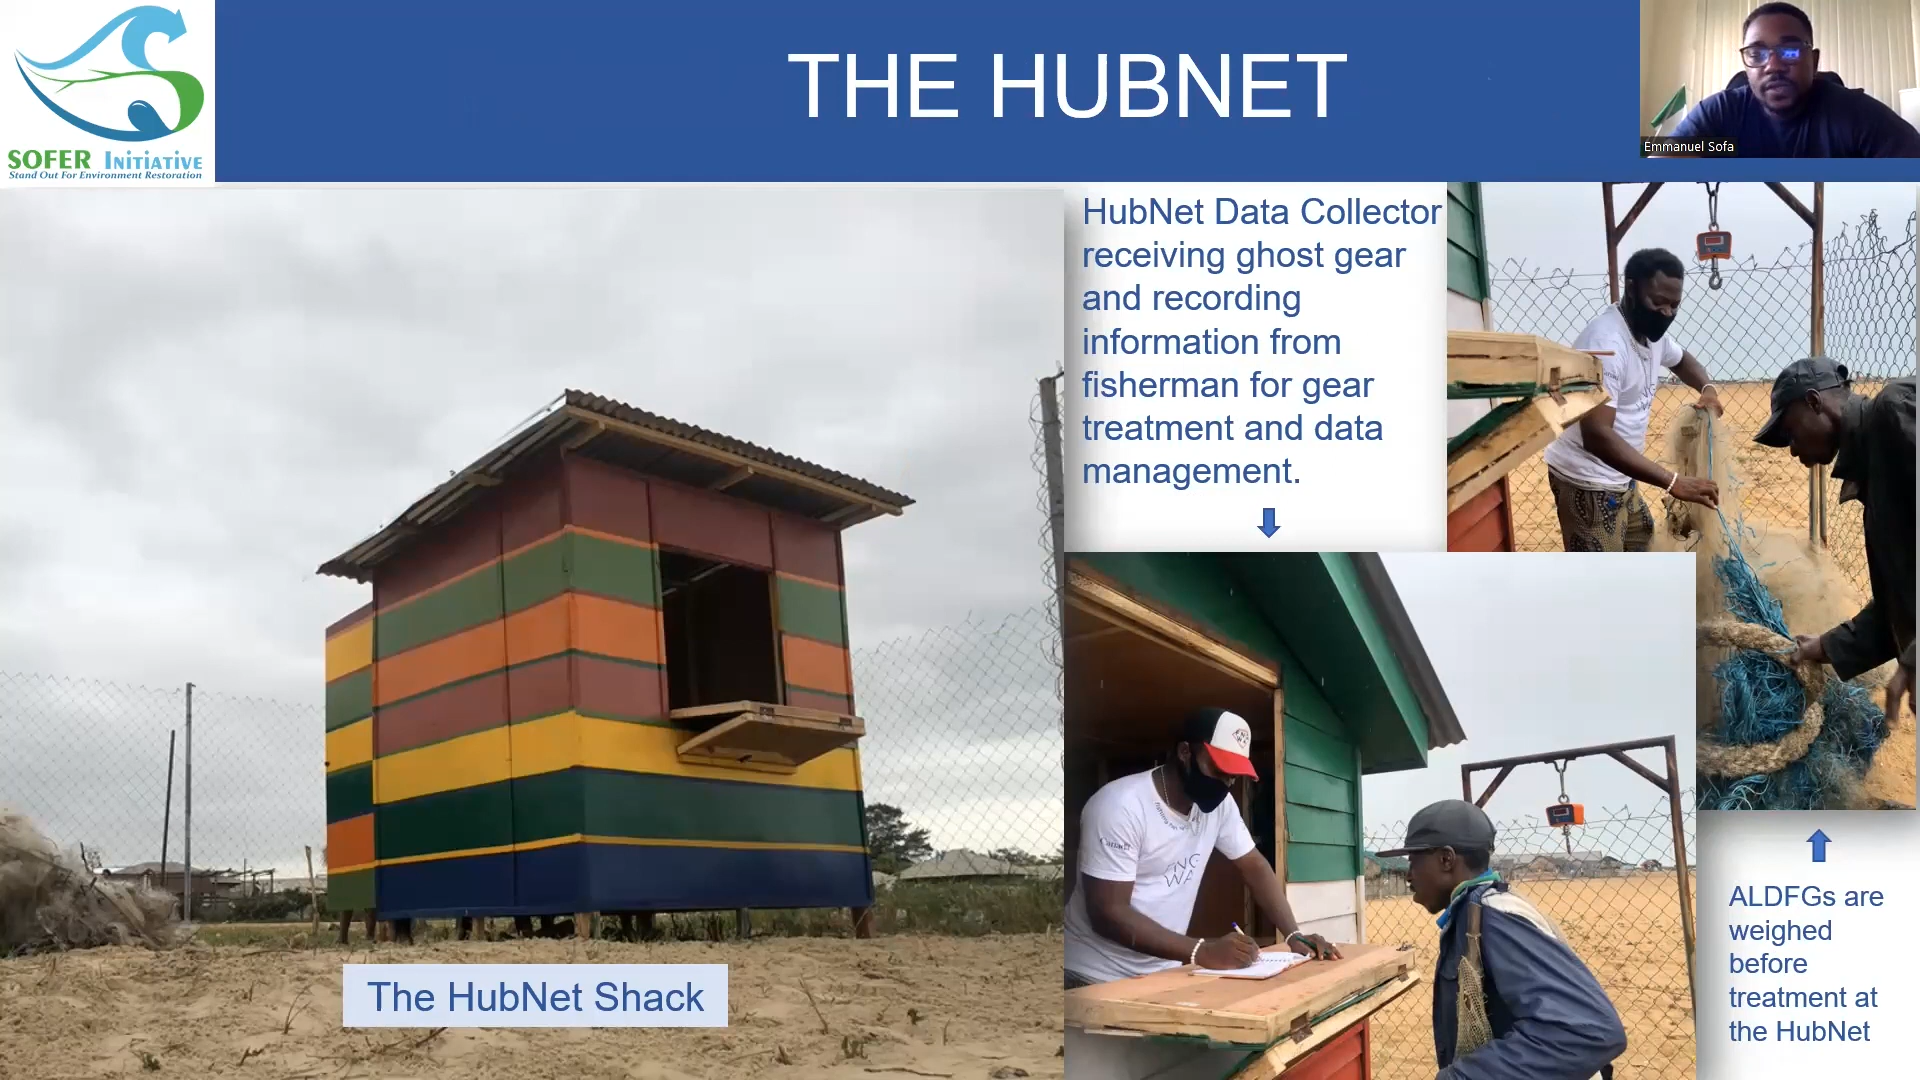 SOFER INITIATIVE
Stand Out For Environment Restoration
THE HUBNET
Emmanuel Sofa
HubNet Data Collector
receiving ghost gear
and recording
information from
fisherman for gear
treatment and data
management.
The HubNet Shack
Canada
ALDFGs are
weighed
before
treatment at
the HubNet